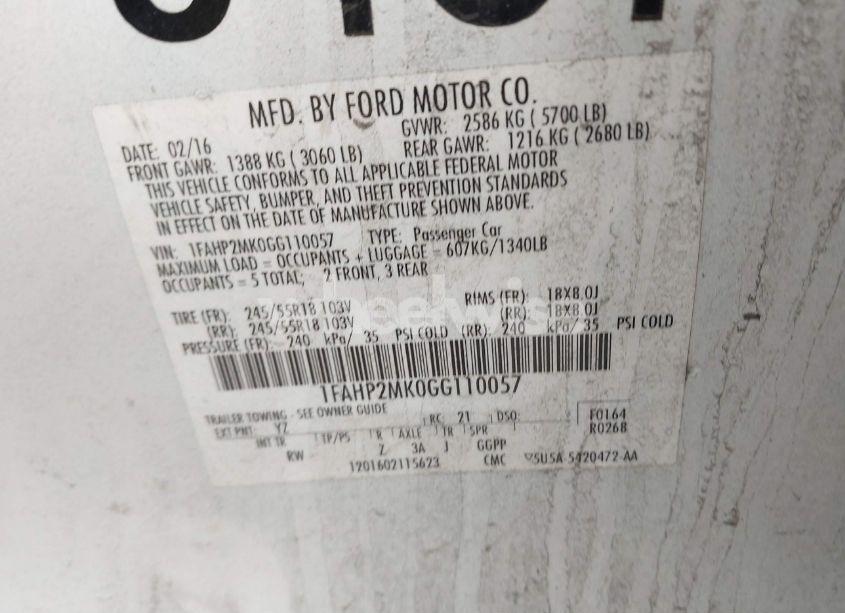 MFD. BY FORD MOTOR CO.
DATE: 02/16 GVWR: 2586 KG ( 5700 LB)
FRONT GAWR: 1388 KG ( 3060 LB) REAR GAWR: 1216 KG ( 2680 LB)
THIS VEHICLE CONFORMS TO ALL APPLICABLE FEDERAL MOTOR
VEHICLE SAFETY, BUMPER, AND THEFT PREVENTION STANDARDS
IN EFFECT ON THE DATE OF MANUFACTURE SHOWN ABOVE.
VIN: 1FAHP2MK0GG110057 TYPE: Passenger Car
MAXIMUM LOAD = OCCUPANTS + LUGGAGE = 607KG/1340LB
OCCUPANTS = 5 TOTAL; 2 FRONT, 3 REAR
TIRE (FR): 245/55R18 103V RIMS (FR): 18X8.0J
(RR): 245/55R18 103V (RR): 18X8.0J
PRESSURE (FR): 240 kPa/ 35 PSI COLD (RR): 240 kPa/ 35 PSI COLD
1FAHP2MK0GG110057
TRAILER TOWING - SEE OWNER GUIDE
EXT PNT: YZ RC: 21 DSO: F0164
R0268
INT TR TP/PS R AXLE TR SPR
RW Z 3A J GGPP
1201602115623 CMC 5U5A-5420472-AA